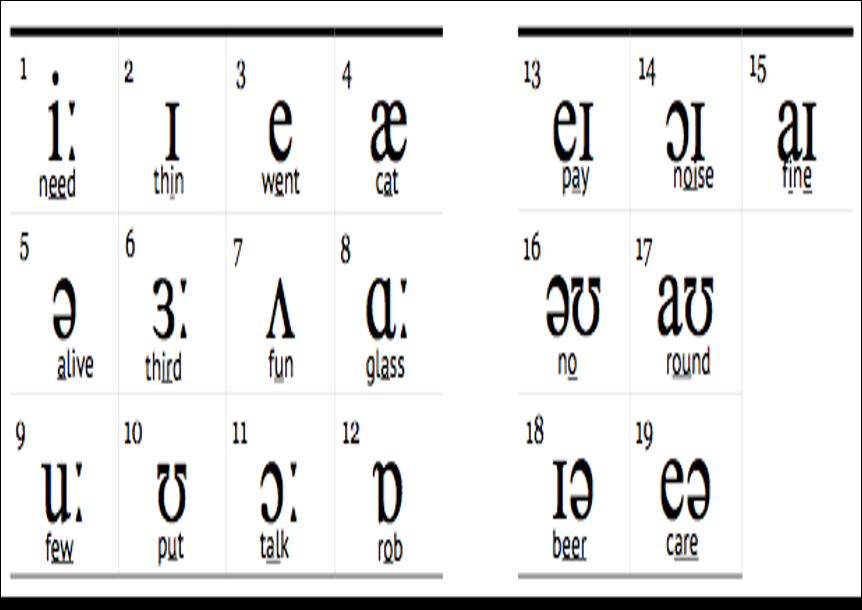 1 2 3 4
iː ɪ e æ
need thin went cat
5 6 7 8
ə ɜː ʌ ɑː
alive third fun glass
9 10 11 12
uː ʊ ɔː ɒ
few put talk rob
13 14 15
eɪ ɔɪ aɪ
pay noise fine
16 17
əʊ aʊ
no round
18 19
ɪə eə
beer care